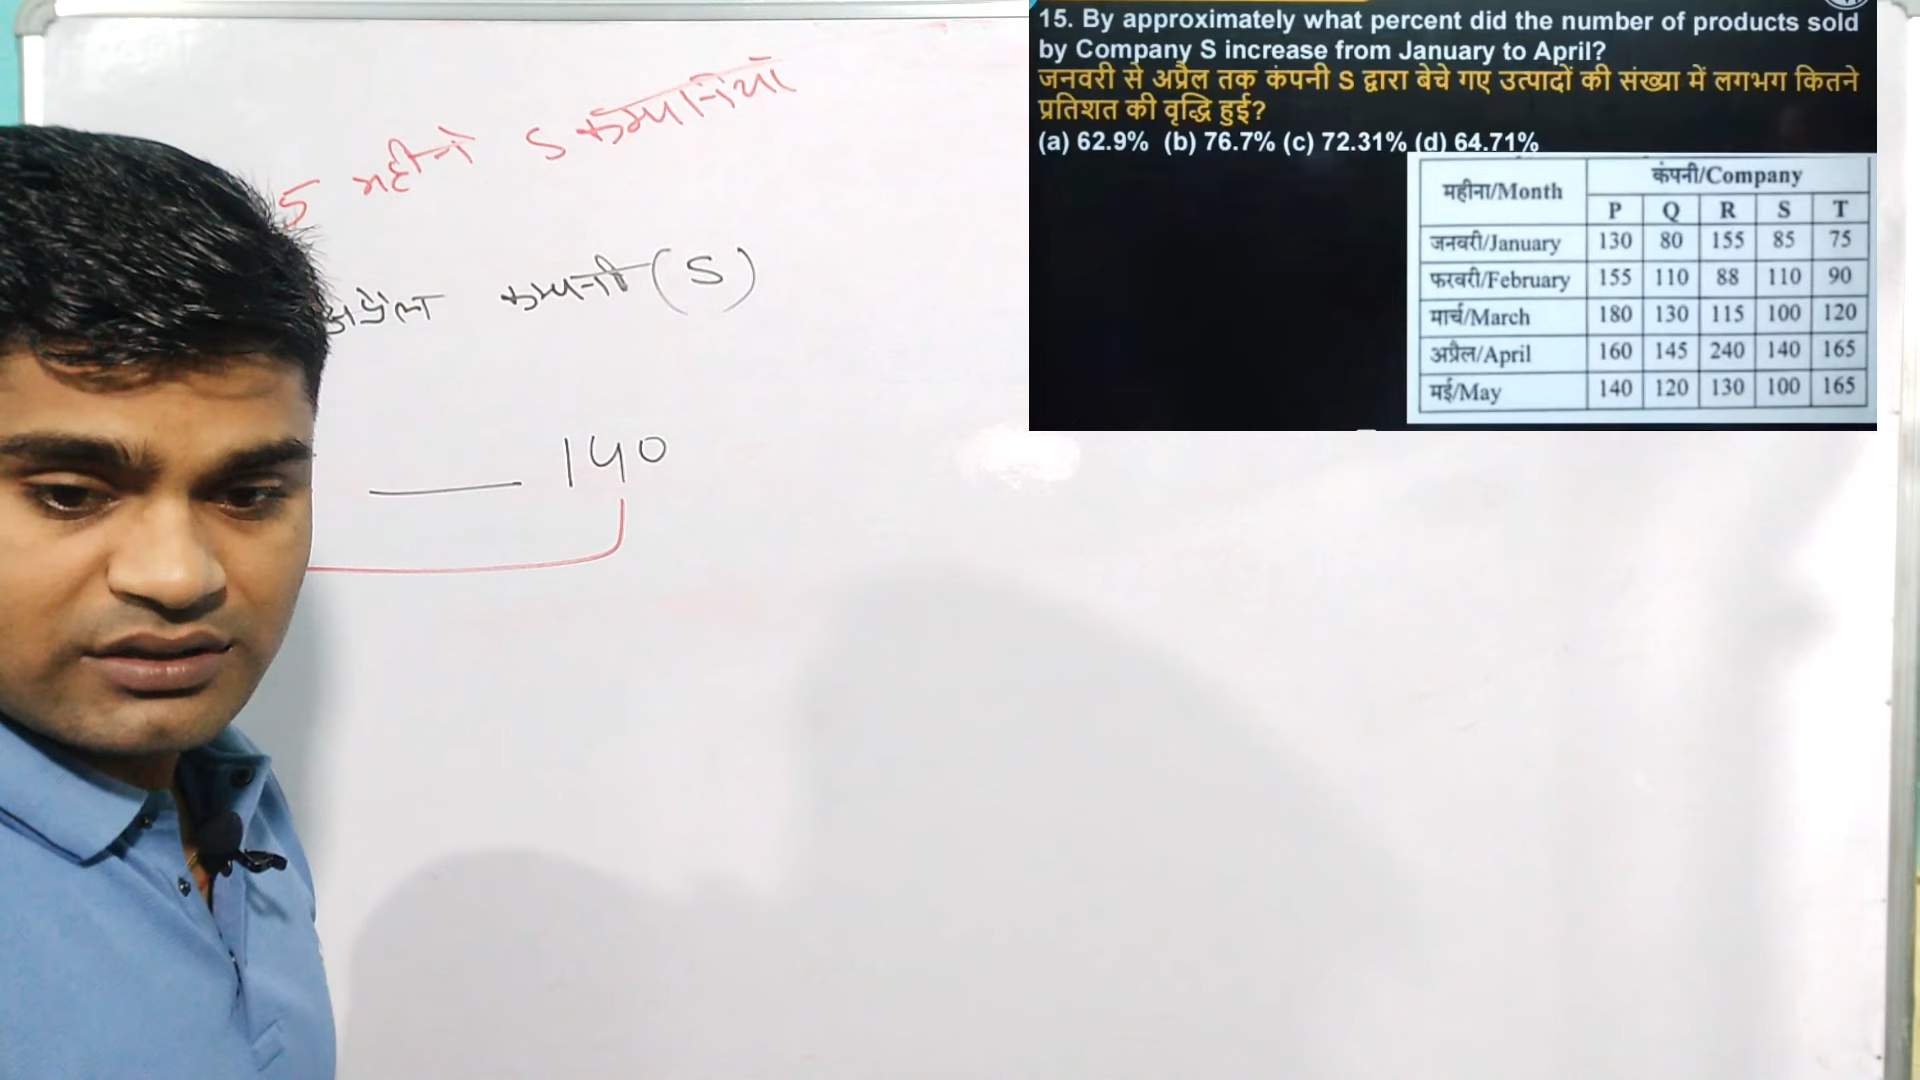 15. By approximately what percent did the number of products sold
by Company S increase from January to April?
जनवरी से अप्रैल तक कंपनी S द्वारा बेचे गए उत्पादों की संख्या में लगभग कितने
प्रतिशत की वृद्धि हुई?
(a) 62.9% (b) 76.7% (c) 72.31% (d) 64.71%
महीना/Month कंपनी/Company
P Q R S T
जनवरी/January 130 80 155 85 75
फरवरी/February 155 110 88 110 90
मार्च/March 180 130 115 100 120
अप्रैल/April 160 145 240 140 165
मई/May 140 120 130 100 165
5 महीने S कम्पनियों
अप्रैल कम्पनी (S)
140